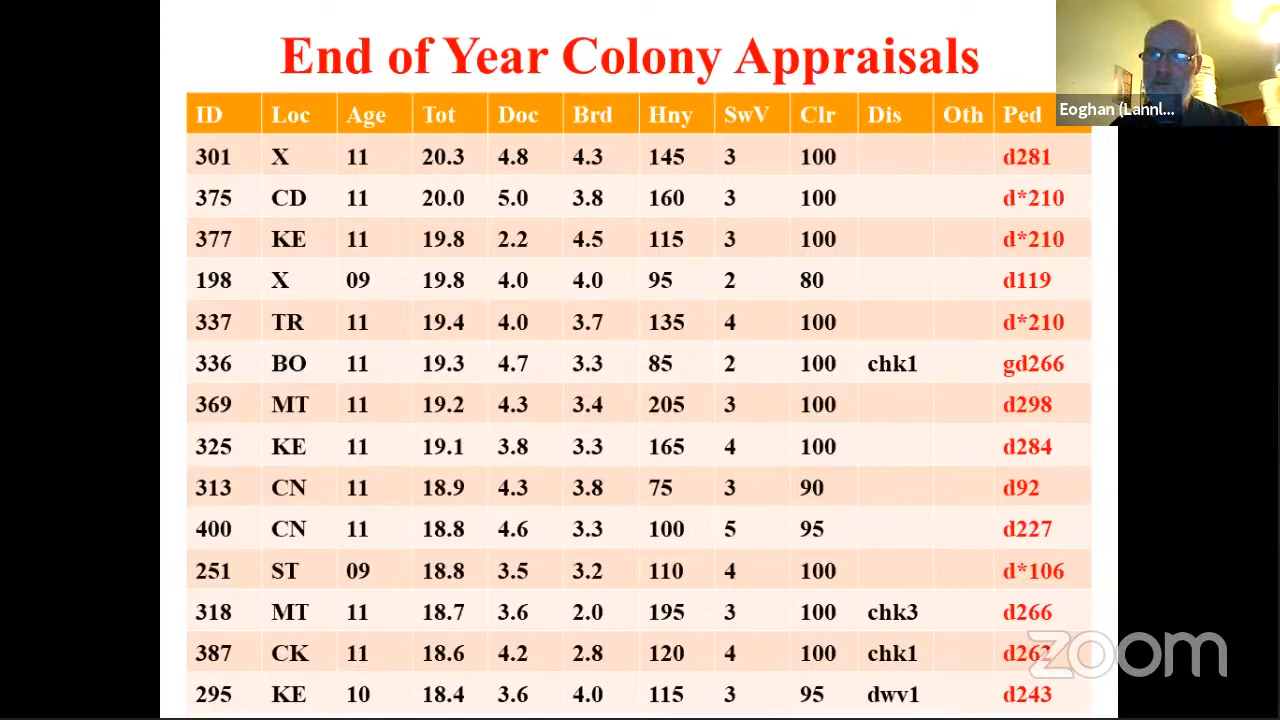 End of Year Colony Appraisals
Eoghan (Lannl...
ID Loc Age Tot Doc Brd Hny SwV Clr Dis Oth Ped
301 X 11 20.3 4.8 4.3 145 3 100 d281
375 CD 11 20.0 5.0 3.8 160 3 100 d*210
377 KE 11 19.8 2.2 4.5 115 3 100 d*210
198 X 09 19.8 4.0 4.0 95 2 80 d119
337 TR 11 19.4 4.0 3.7 135 4 100 d*210
336 BO 11 19.3 4.7 3.3 85 2 100 chk1 gd266
369 MT 11 19.2 4.3 3.4 205 3 100 d298
325 KE 11 19.1 3.8 3.3 165 4 100 d284
313 CN 11 18.9 4.3 3.8 75 3 90 d92
400 CN 11 18.8 4.6 3.3 100 5 95 d227
251 ST 09 18.8 3.5 3.2 110 4 100 d*106
318 MT 11 18.7 3.6 2.0 195 3 100 chk3 d266
387 CK 11 18.6 4.2 2.8 120 4 100 chk1 d262
zoom
295 KE 10 18.4 3.6 4.0 115 3 95 dwv1 d243